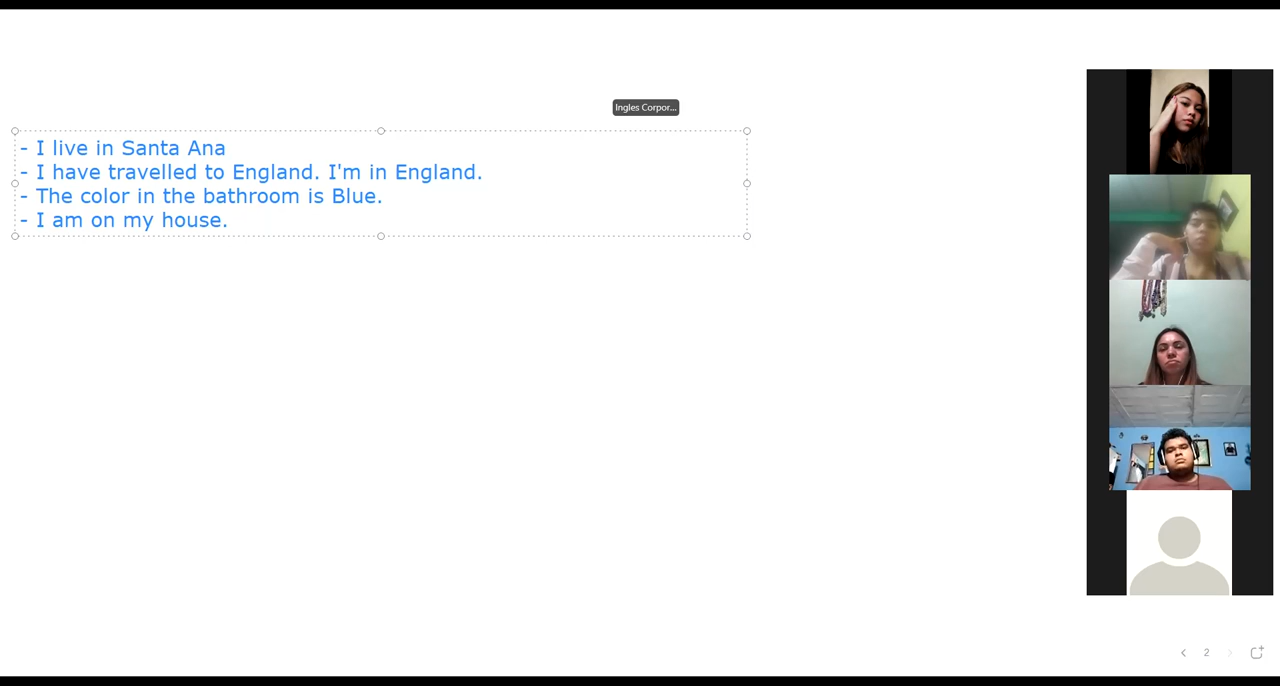 Ingles Corpor...
- I live in Santa Ana
- I have travelled to England. I'm in England.
- The color in the bathroom is Blue.
- I am on my house.
2